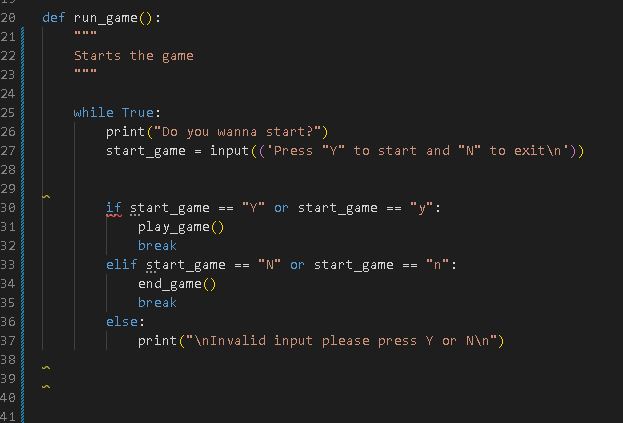 20 def run_game():
21 """
22 Starts the game
23 """
24
25 while True:
26 print("Do you wanna start?")
27 start_game = input(('Press "Y" to start and "N" to exit\n'))
28
29
30 if start_game == "Y" or start_game == "y":
31 play_game()
32 break
33 elif start_game == "N" or start_game == "n":
34 end_game()
35 break
36 else:
37 print("\nInvalid input please press Y or N\n")
38
39
40
41